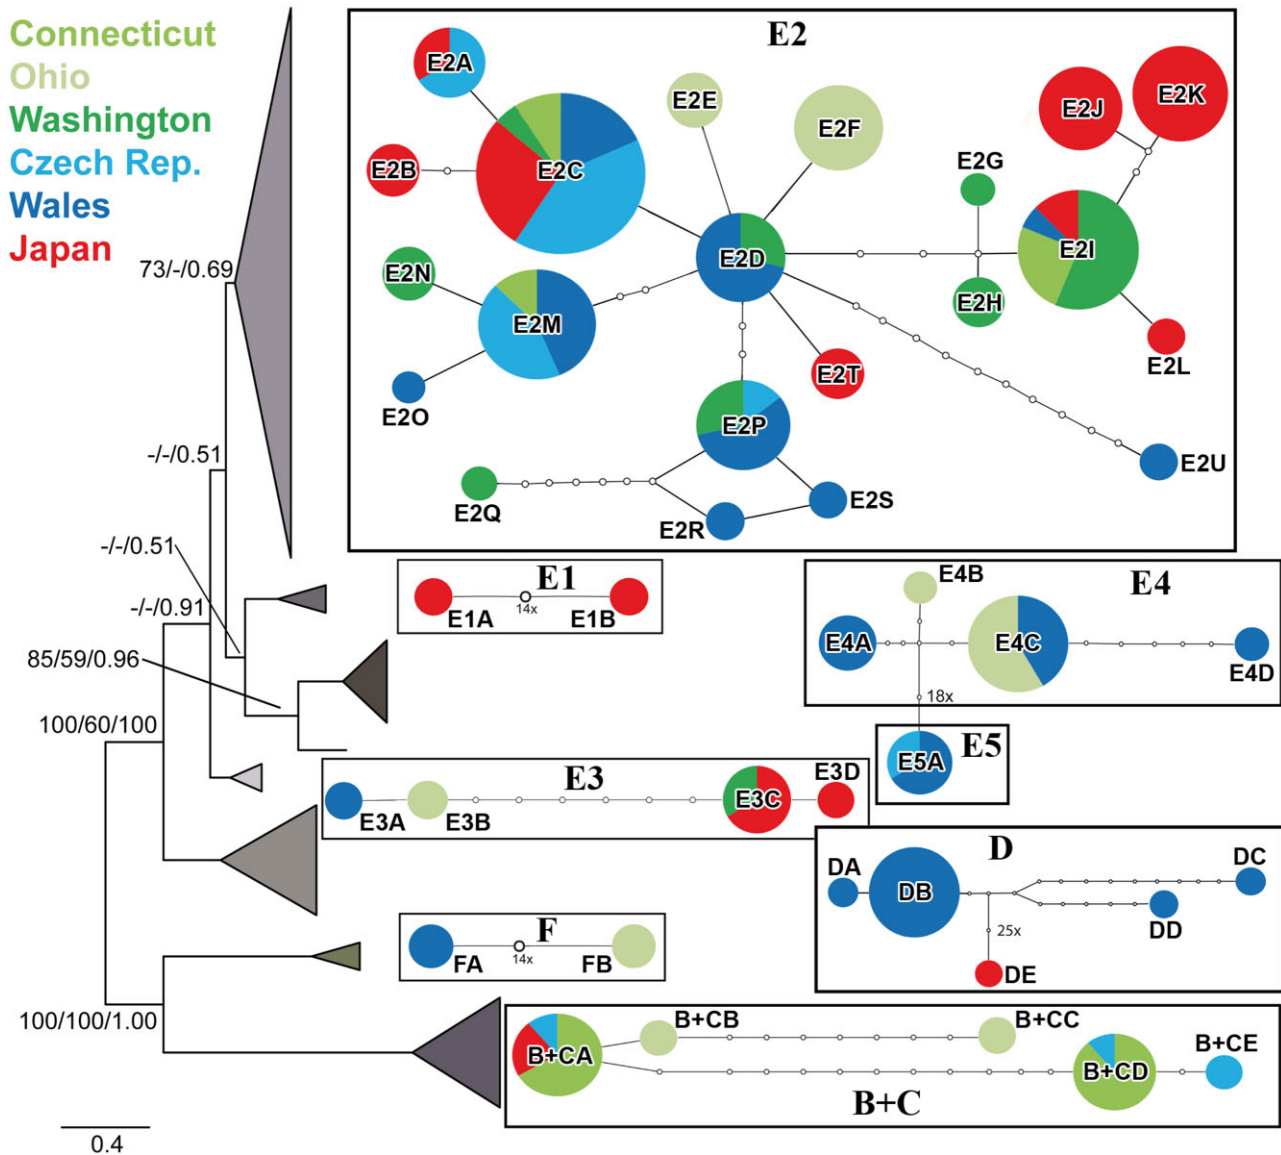 Connecticut
Ohio
Washington
Czech Rep.
Wales
Japan
E2
E2A
E2B
E2C
E2E
E2F
E2J
E2K
E2G
E2D
E2I
E2H
E2L
E2N
E2M
E2O
E2T
E2P
E2U
E2Q
E2R
E2S
73/-/0.69
-/-/0.51
-/-/0.51
-/-/0.91
85/59/0.96
100/60/100
100/100/1.00
0.4
E1
E1A
14x
E1B
E4
E4B
E4A
E4C
E4D
18x
E5
E5A
E3
E3A
E3B
E3C
E3D
D
DA
DB
DC
DD
25x
DE
F
FA
14x
FB
B+CA
B+CB
B+CC
B+CD
B+CE
B+C